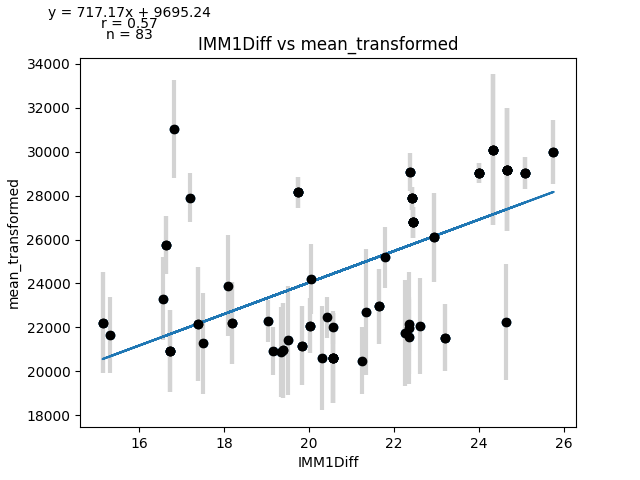 y = 717.17x + 9695.24
r = 0.57
n = 83
IMM1Diff vs mean_transformed
34000
32000
30000
28000
26000
24000
22000
20000
18000
mean_transformed
16
18
20
22
24
26
IMM1Diff